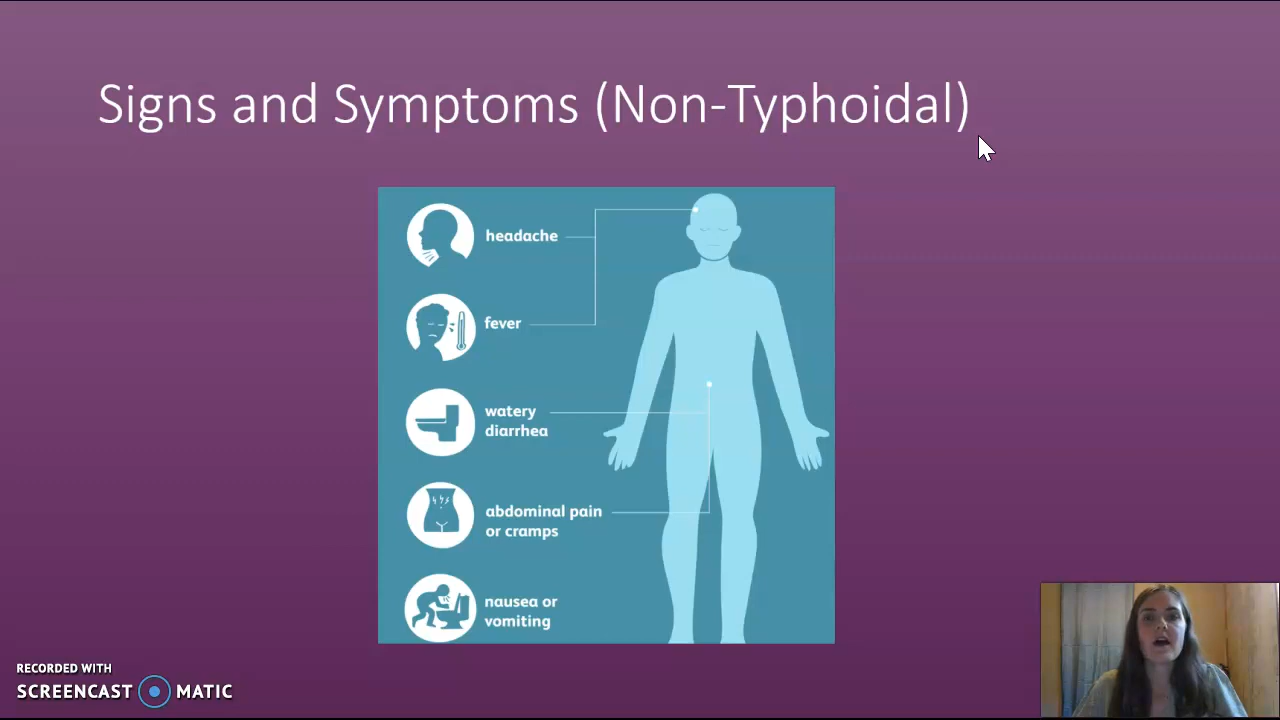 Signs and Symptoms (Non-Typhoidal)
headache
fever
watery
diarrhea
abdominal pain
or cramps
nausea or
vomiting
RECORDED WITH
SCREENCAST MATIC